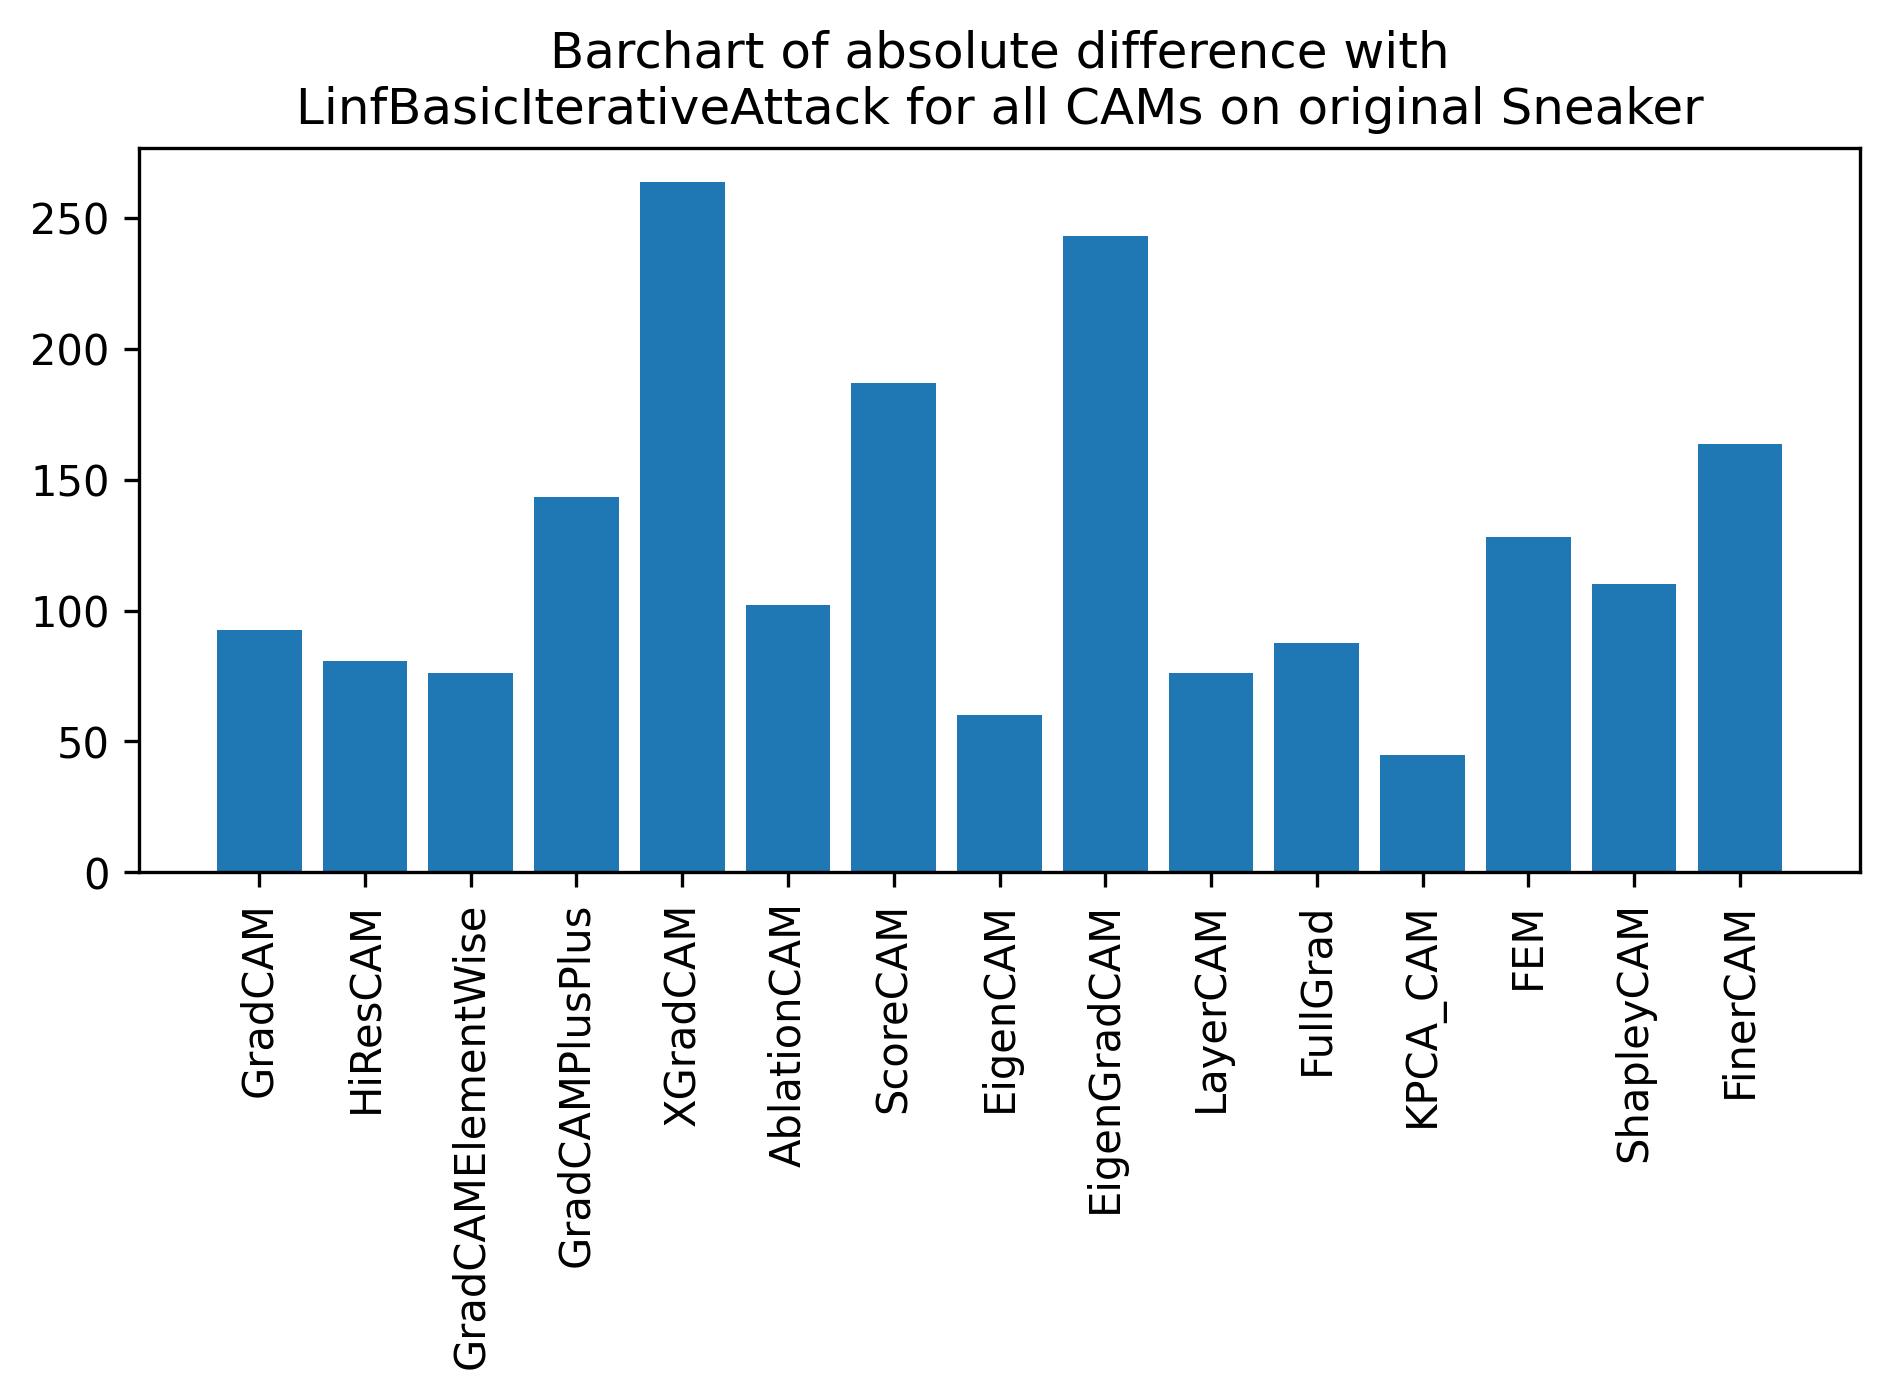 Barchart of absolute difference with
LinfBasicIterativeAttack for all CAMs on original Sneaker
250
200
150
100
50
0
GradCAM
HiResCAM
GradCAMElementWise
GradCAMPlusPlus
XGradCAM
AblationCAM
ScoreCAM
EigenCAM
EigenGradCAM
LayerCAM
FullGrad
KPCA_CAM
FEM
ShapleyCAM
FinerCAM